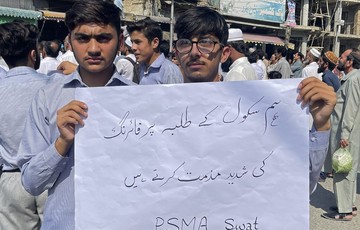 ہم سکول کے طلبہ پر فائرنگ
کی شدید مذمت کرتے ہیں
PSMA Swat